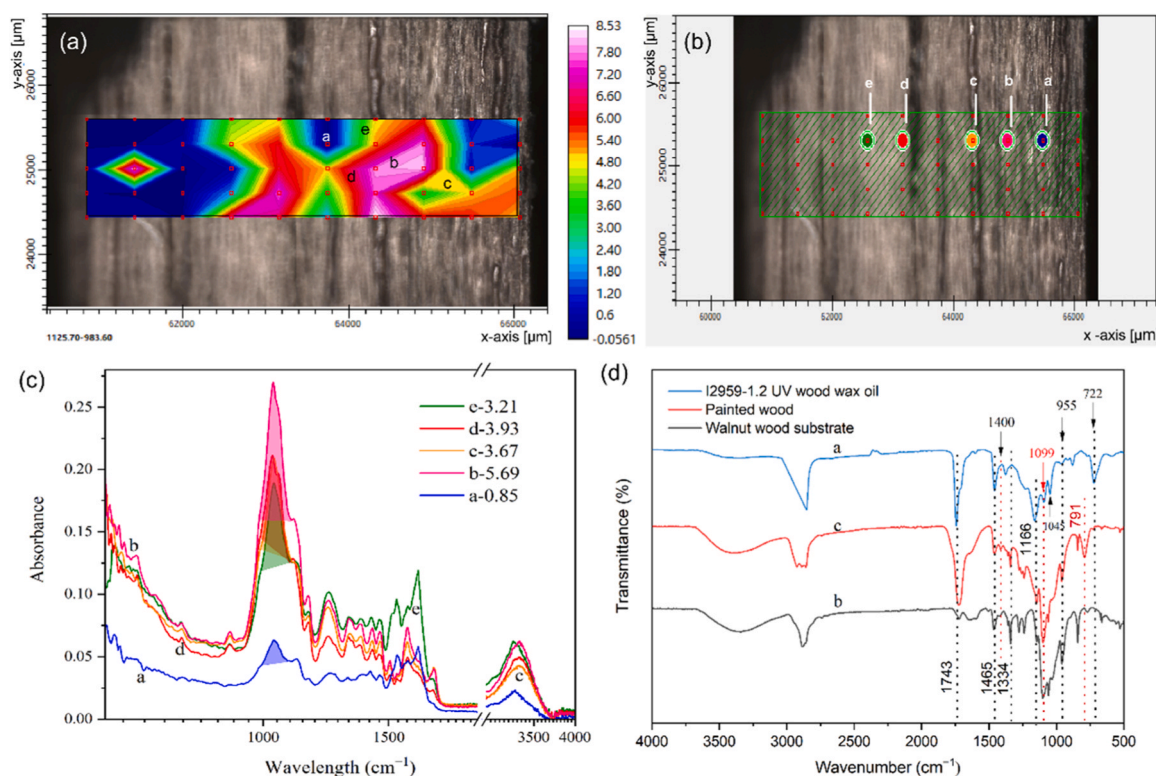 (a)
y-axis [µm]
26000
25000
24000
a
e
b
d
c
62000
64000
66000
1125.70-983.60
x-axis [µm]
8.53
7.80
7.20
6.60
6.00
5.40
4.80
4.20
3.60
3.00
2.40
1.80
1.20
0.6
-0.0561
(b)
y-axis [µm]
26000
25000
24000
e d c b a
60000
62000
64000
66000
x -axis [µm]
(c)
Absorbance
0.25
0.20
0.15
0.10
0.05
0.00
e-3.21
d-3.93
c-3.67
b-5.69
a-0.85
b
d
a
e
c
1000
1500
3500
4000
Wavelength (cm⁻¹)
(d)
Transmittance (%)
I2959-1.2 UV wood wax oil
Painted wood
Walnut wood substrate
a
c
b
1400
955
722
1099
1045
1166
791
1743
1465
1334
4000 3500 3000 2500 2000 1500 1000 500
Wavenumber (cm⁻¹)